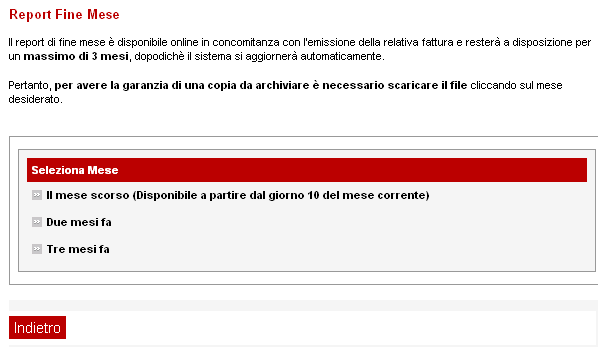 Report Fine Mese
Il report di fine mese è disponibile online in concomitanza con l'emissione della relativa fattura e resterà a disposizione per
un massimo di 3 mesi, dopodichè il sistema si aggiornerà automaticamente.
Pertanto, per avere la garanzia di una copia da archiviare è necessario scaricare il file cliccando sul mese
desiderato.
Seleziona Mese
Il mese scorso (Disponibile a partire dal giorno 10 del mese corrente)
Due mesi fa
Tre mesi fa
Indietro